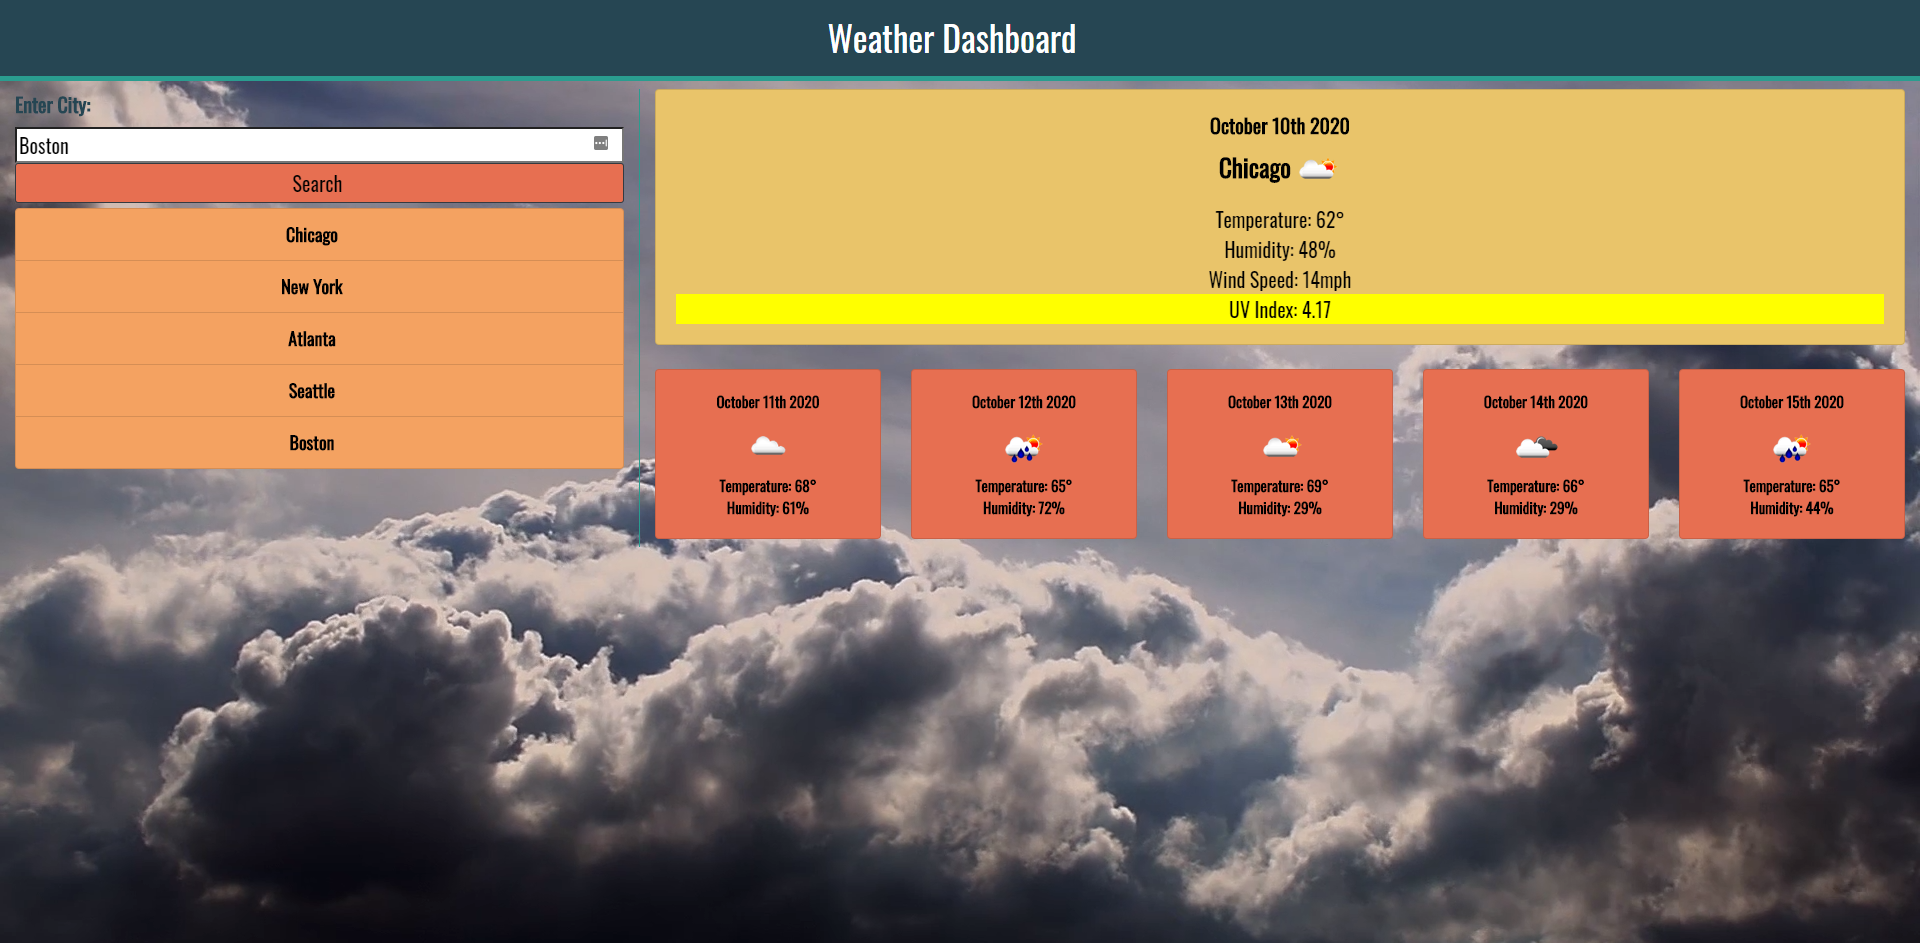 Weather Dashboard
Enter City:
Boston
Search
Chicago
New York
Atlanta
Seattle
Boston
October 10th 2020
Chicago
Temperature: 62°
Humidity: 48%
Wind Speed: 14mph
UV Index: 4.17
October 11th 2020
Temperature: 68°
Humidity: 61%
October 12th 2020
Temperature: 65°
Humidity: 72%
October 13th 2020
Temperature: 69°
Humidity: 29%
October 14th 2020
Temperature: 66°
Humidity: 29%
October 15th 2020
Temperature: 65°
Humidity: 44%